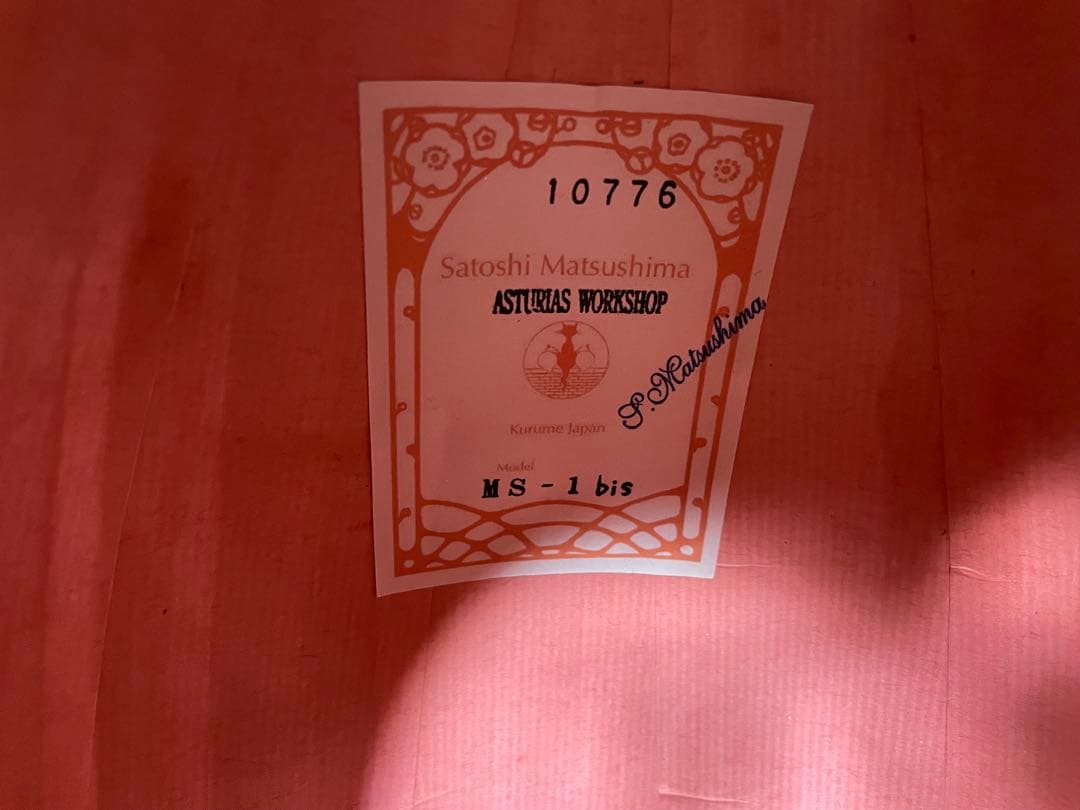 10776
Satoshi Matsushima
ASTURIAS WORKSHOP
S. Matsushima
Kurume Japan
Model
MS-1 bis